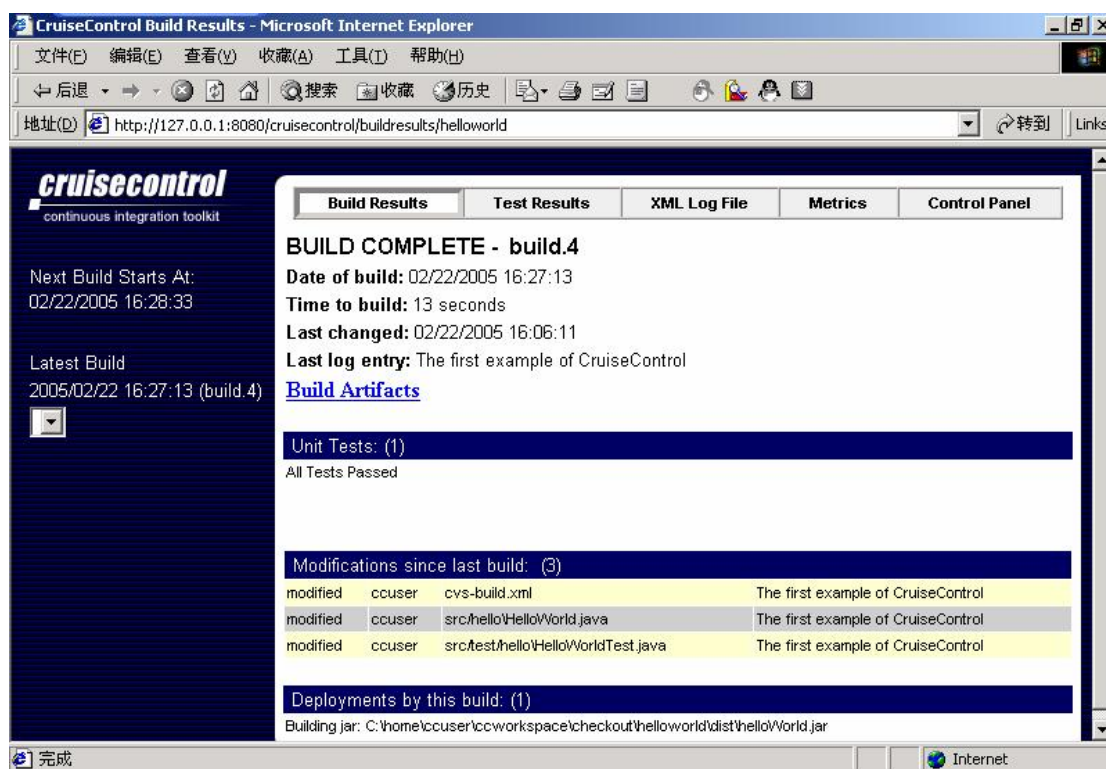 CruiseControl Build Results - Microsoft Internet Explorer
文件(F) 编辑(E) 查看(V) 收藏(A) 工具(T) 帮助(H)
后退 搜索 收藏 历史
地址(D) http://127.0.0.1:8080/cruisecontrol/buildresults/helloworld 转到 Links
cruisecontrol
continuous integration toolkit
Next Build Starts At:
02/22/2005 16:28:33
Latest Build
2005/02/22 16:27:13 (build.4)
Build Results Test Results XML Log File Metrics Control Panel
BUILD COMPLETE - build.4
Date of build: 02/22/2005 16:27:13
Time to build: 13 seconds
Last changed: 02/22/2005 16:06:11
Last log entry: The first example of CruiseControl
Build Artifacts
Unit Tests: (1)
All Tests Passed
Modifications since last build: (3)
modified ccuser cvs-build.xml The first example of CruiseControl
modified ccuser src/hello\HelloWorld.java The first example of CruiseControl
modified ccuser src/test/hello\HelloWorldTest.java The first example of CruiseControl
Deployments by this build: (1)
Building jar: C:\home\ccuser\ccworkspace\checkout\helloworld\dist\helloWorld.jar
完成 Internet